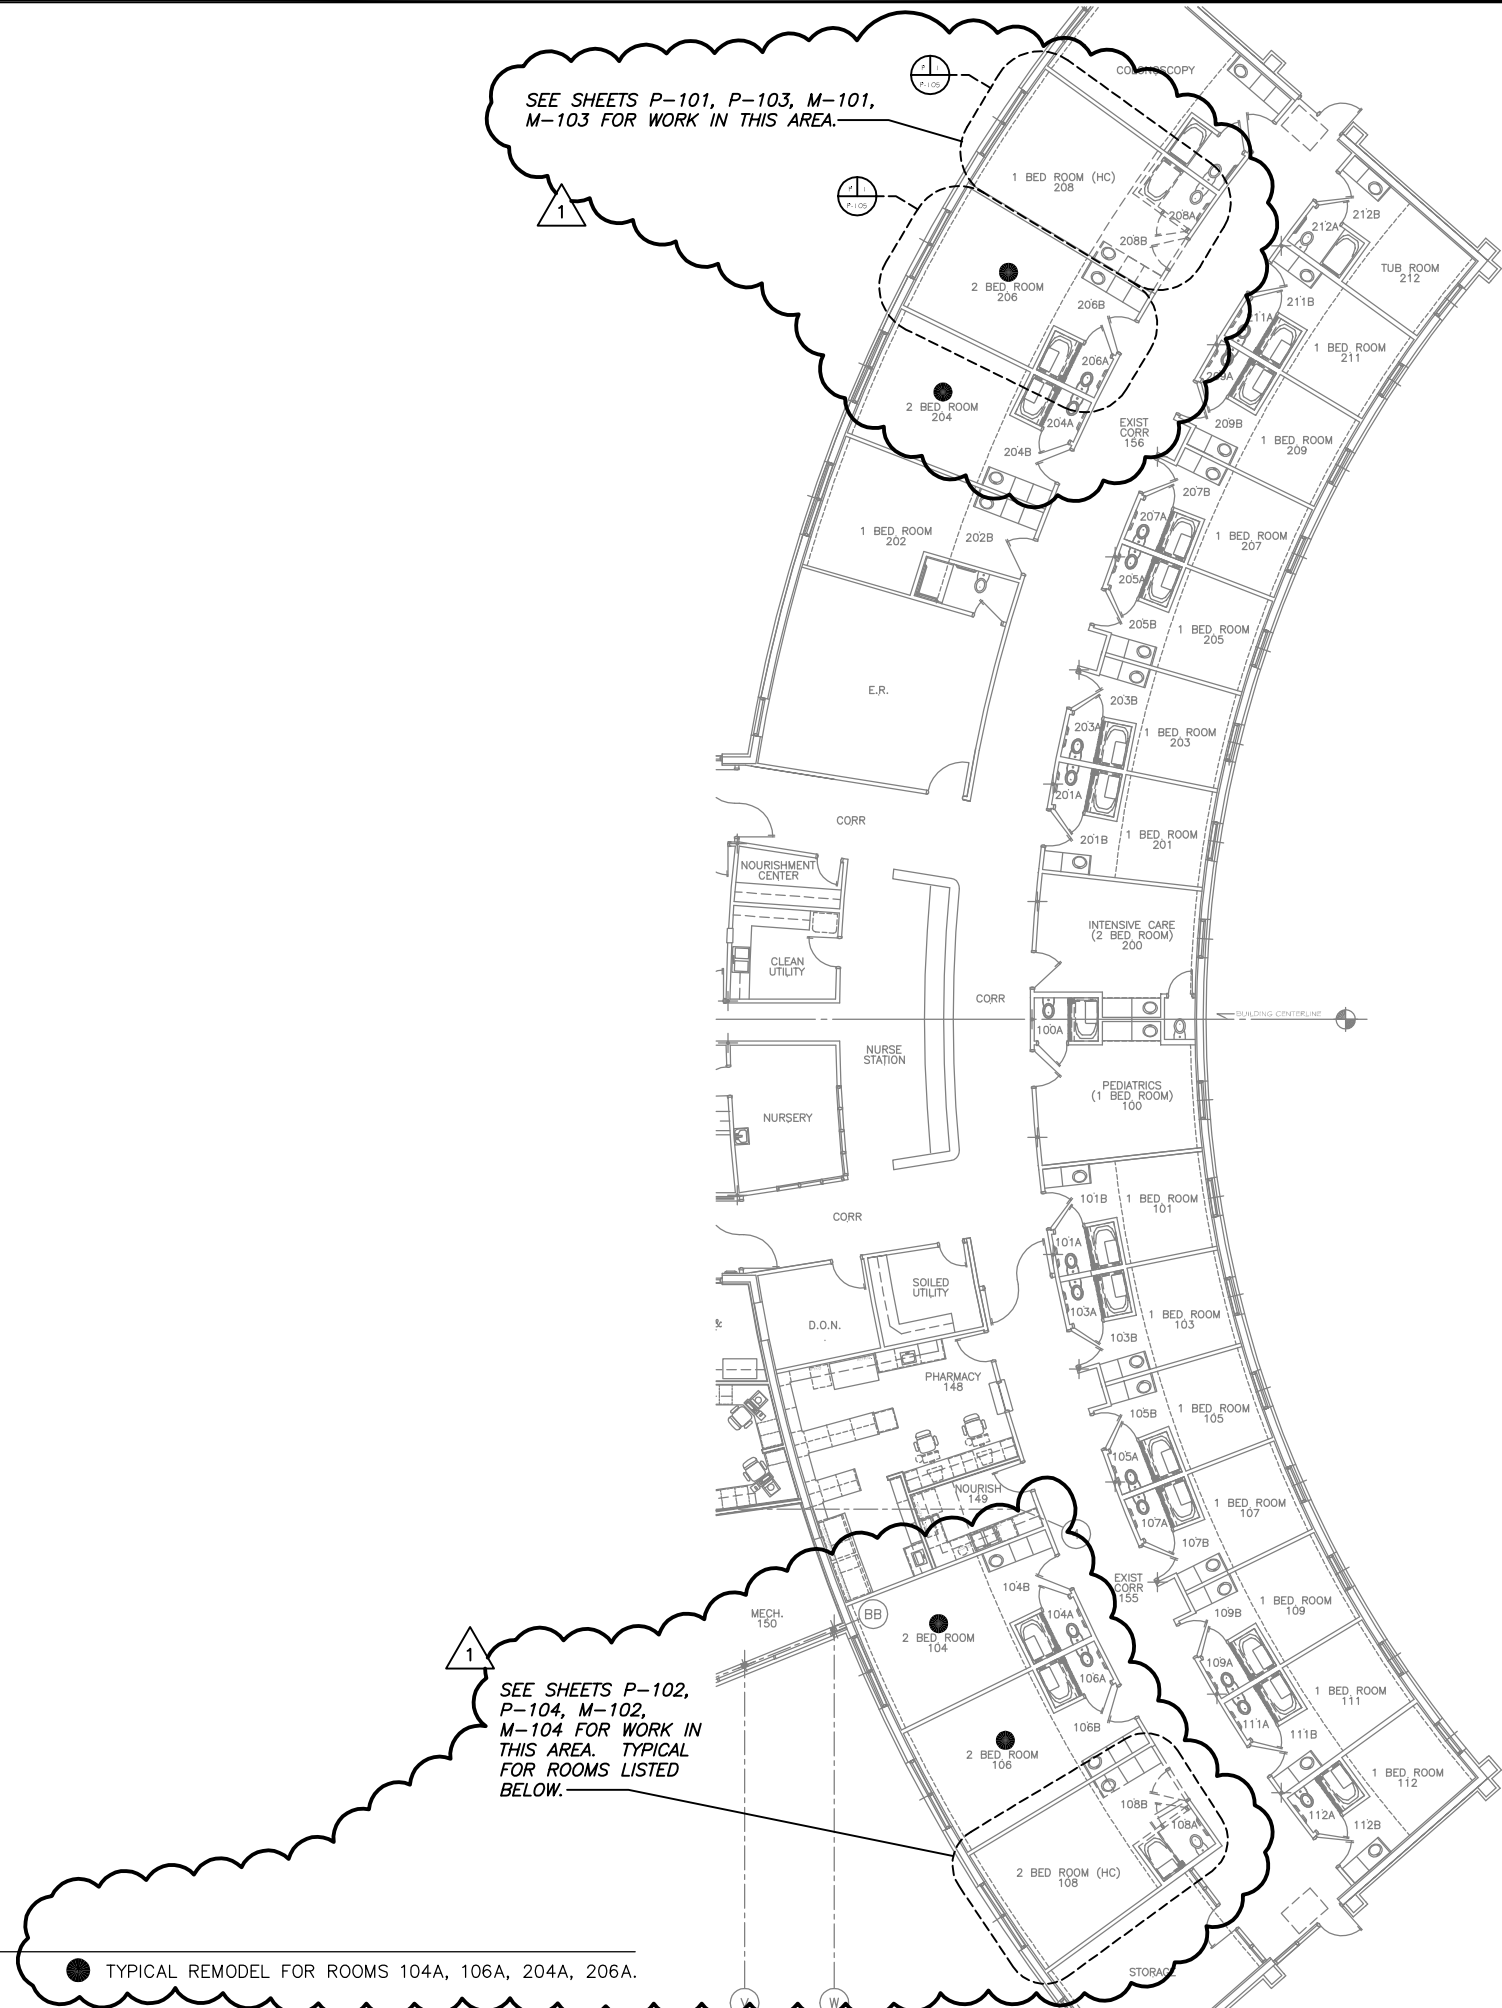 COLONOSCOPY
P-105
SEE SHEETS P-101, P-103, M-101,
M-103 FOR WORK IN THIS AREA.
1
P-105
1 BED ROOM (HC)
208
208A
208B
212B
212A
TUB ROOM
212
2 BED ROOM
206
206B
206A
211B
211A
1 BED ROOM
211
209A
2 BED ROOM
204
204A
204B
EXIST
CORR
156
209B
1 BED ROOM
209
207B
207A
1 BED ROOM
207
1 BED ROOM
202
202B
205A
205B
1 BED ROOM
205
E.R.
203B
203A
1 BED ROOM
203
201A
201B
1 BED ROOM
201
CORR
NOURISHMENT
CENTER
CLEAN
UTILITY
INTENSIVE CARE
(2 BED ROOM)
200
CORR
BUILDING CENTERLINE
100A
NURSE
STATION
PEDIATRICS
(1 BED ROOM)
100
NURSERY
101B
1 BED ROOM
101
CORR
101A
SOILED
UTILITY
D.O.N.
103A
103B
1 BED ROOM
103
&
PHARMACY
148
105B
1 BED ROOM
105
105A
NOURISH
149
107A
107B
1 BED ROOM
107
EXIST
CORR
155
104B
104A
BB
MECH.
150
2 BED ROOM
104
109B
1 BED ROOM
109
109A
106A
106B
1
SEE SHEETS P-102,
P-104, M-102,
M-104 FOR WORK IN
THIS AREA. TYPICAL
FOR ROOMS LISTED
BELOW.
2 BED ROOM
106
1 BED ROOM
111
111A
111B
1 BED ROOM
112
112A
112B
108B
108A
2 BED ROOM (HC)
108
STORAGE
TYPICAL REMODEL FOR ROOMS 104A, 106A, 204A, 206A.
V
W